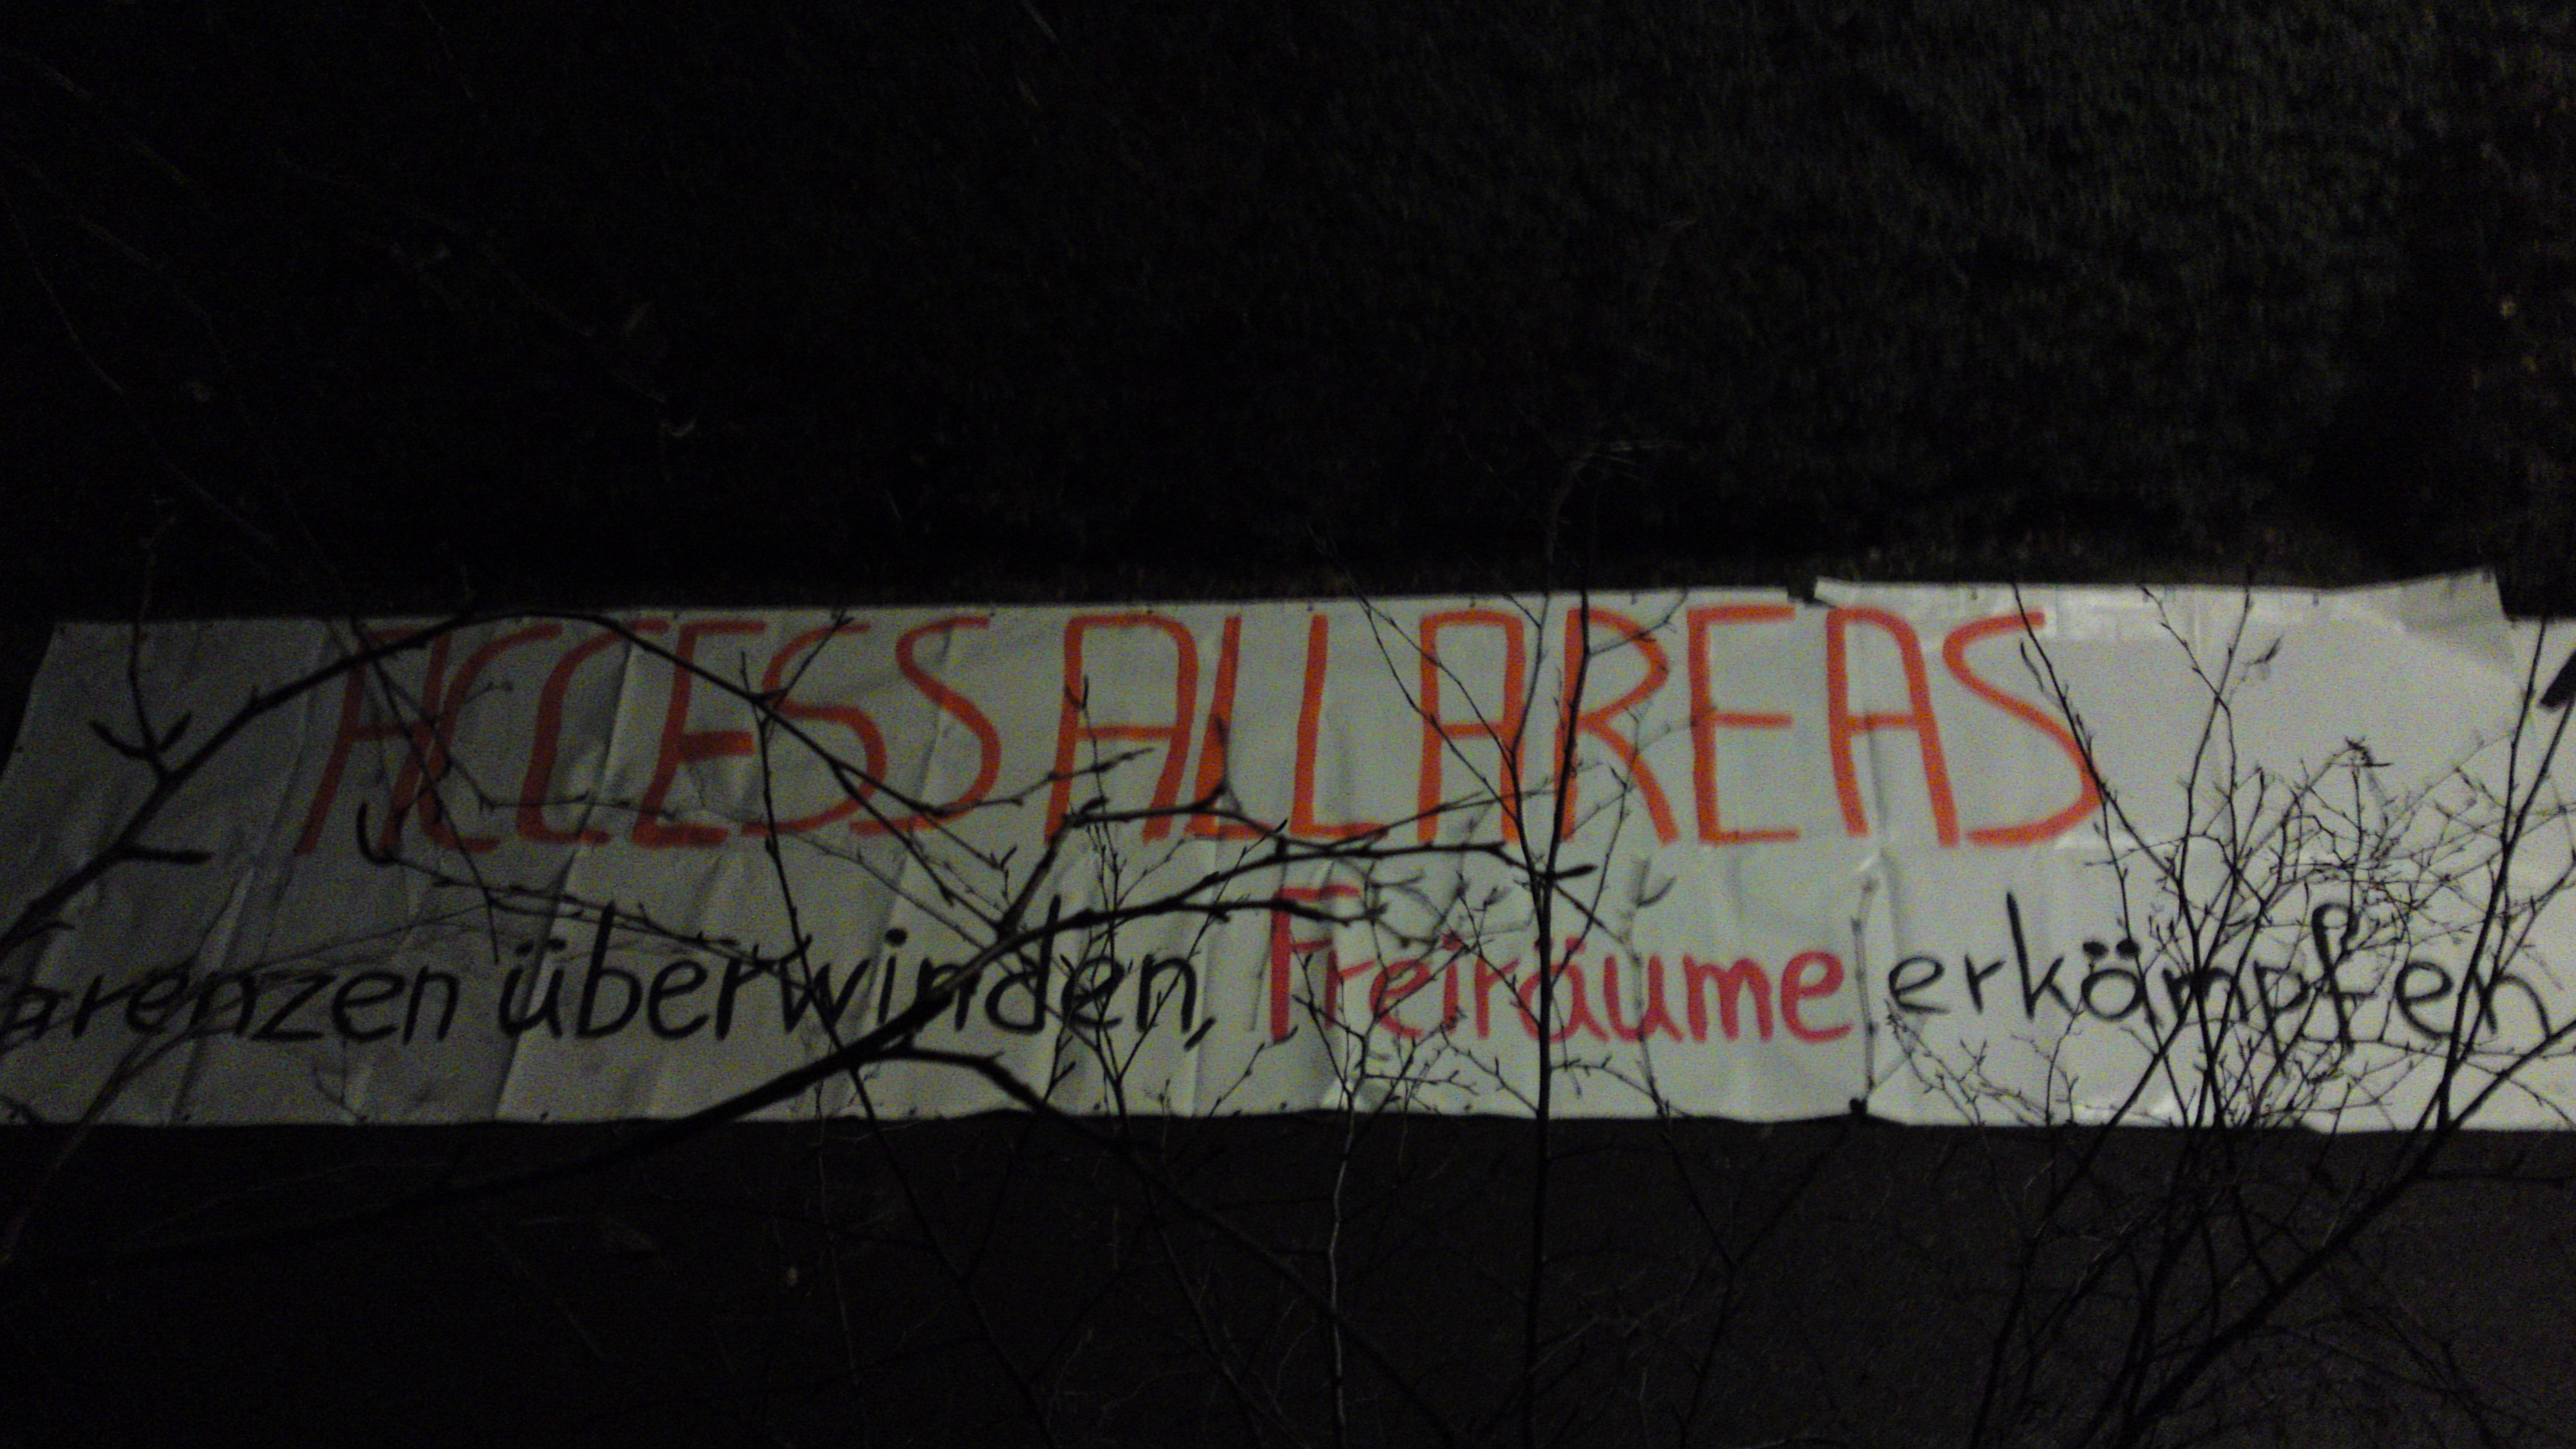 ACCESS ALL AREAS
Grenzen überwinden, Freiräume erkämpfen